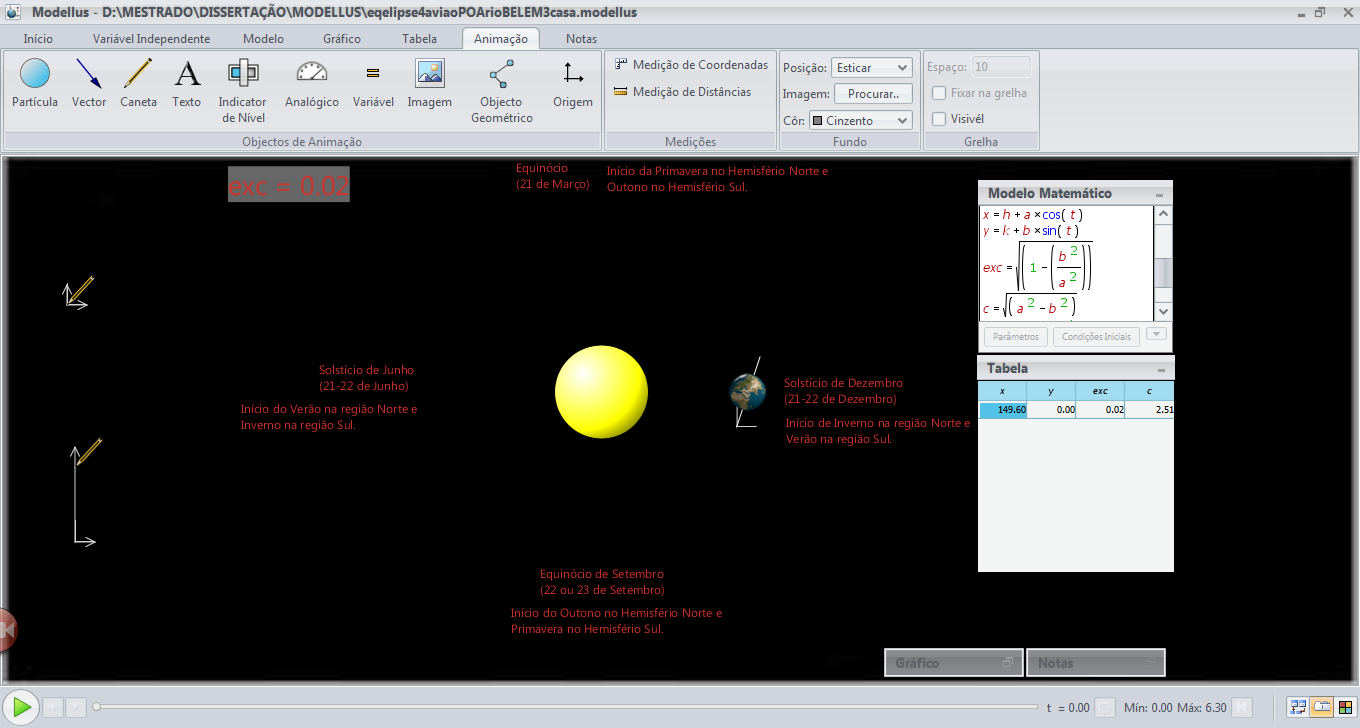 Modellus - D:\MESTRADO\DISSERTAÇÃO\MODELLUS\eqelipse4aviaoPOArioBELEM3casa.modellus
Início Variável Independente Modelo Gráfico Tabela Animação Notas
Partícula Vector Caneta Texto Indicator de Nível Analógico Variável Imagem Objecto Geométrico Origem
Objectos de Animação
Medição de Coordenadas
Medição de Distâncias
Medições
Posição: Esticar
Imagem: Procurar..
Côr: Cinzento
Fundo
Espaço: 10
Fixar na grelha
Visivél
Grelha
exc = 0.02
Equinócio
(21 de Março)
Início da Primavera no Hemisfério Norte e
Outono no Hemisfério Sul.
Modelo Matemático
x = h + a × cos( t )
y = k + b × sin( t )
exc = √( 1 - ( b 2 / a 2 ) )
c = √( a 2 - b 2 )
Parâmetros Condições Iniciais
Tabela
x y exc c
149.60 0.00 0.02 2.51
Solstício de Junho
(21-22 de Junho)
Início do Verão na região Norte e
Inverno na região Sul.
Solstício de Dezembro
(21-22 de Dezembro)
Início de Inverno na região Norte e
Verão na região Sul.
Equinócio de Setembro
(22 ou 23 de Setembro)
Início do Outono no Hemisfério Norte e
Primavera no Hemisfério Sul.
Gráfico Notas
t = 0.00 Mín: 0.00 Máx: 6.30